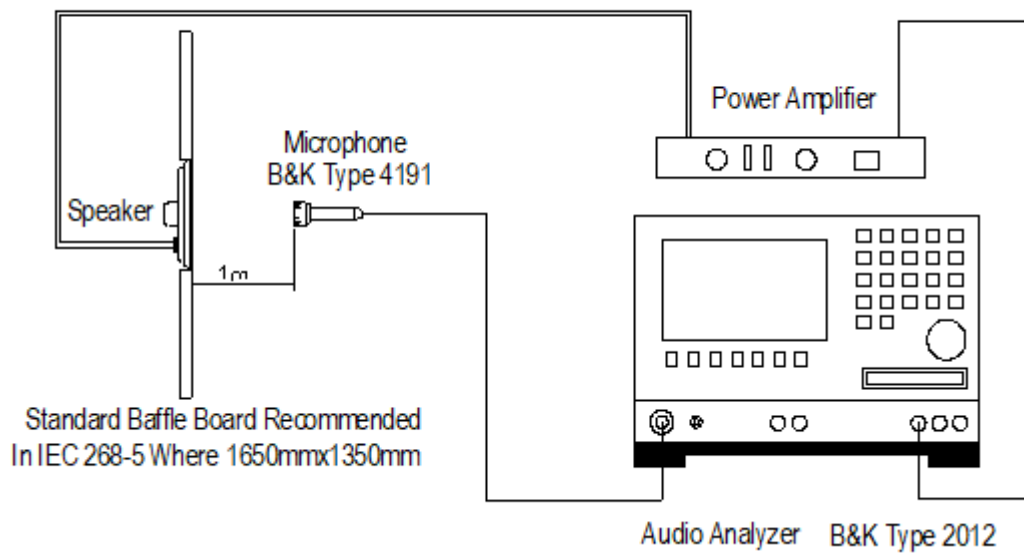 Power Amplifier
Microphone
B&K Type 4191
Speaker
1m
Standard Baffle Board Recommended
In IEC 268-5 Where 1650mmx1350mm
Audio Analyzer B&K Type 2012